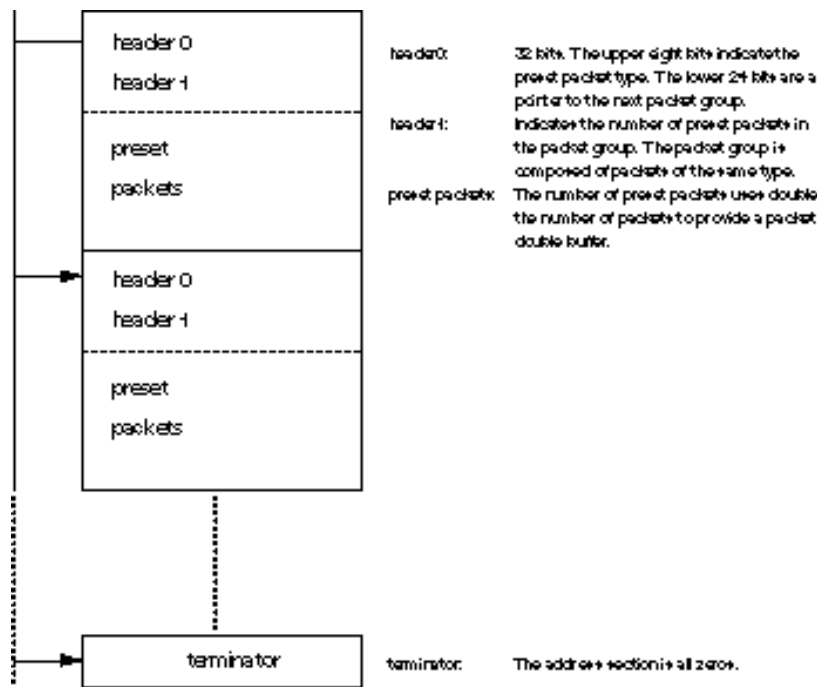 header 0
header 1
preset
packets
header 0
header 1
preset
packets
terminator
header0: 32 bits. The upper eight bits indicate the
preset packet type. The lower 24 bits are a
pointer to the next packet group.
header1: Indicates the number of preset packets in
the packet group. The packet group is
composed of packets of the same type.
preset packets: The number of preset packets uses double
the number of packets to provide a packet
double buffer.
terminator: The address section is all zeros.